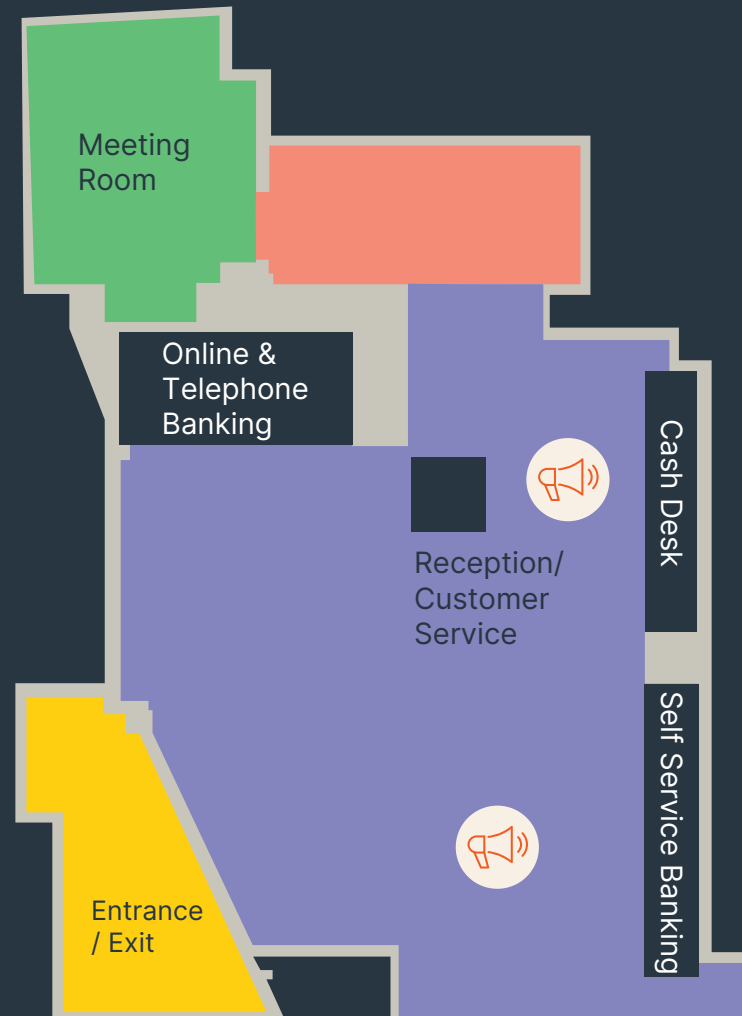 Meeting
Room
Online &
Telephone
Banking
Cash Desk
Reception/
Customer
Service
Self Service Banking
Entrance
/ Exit